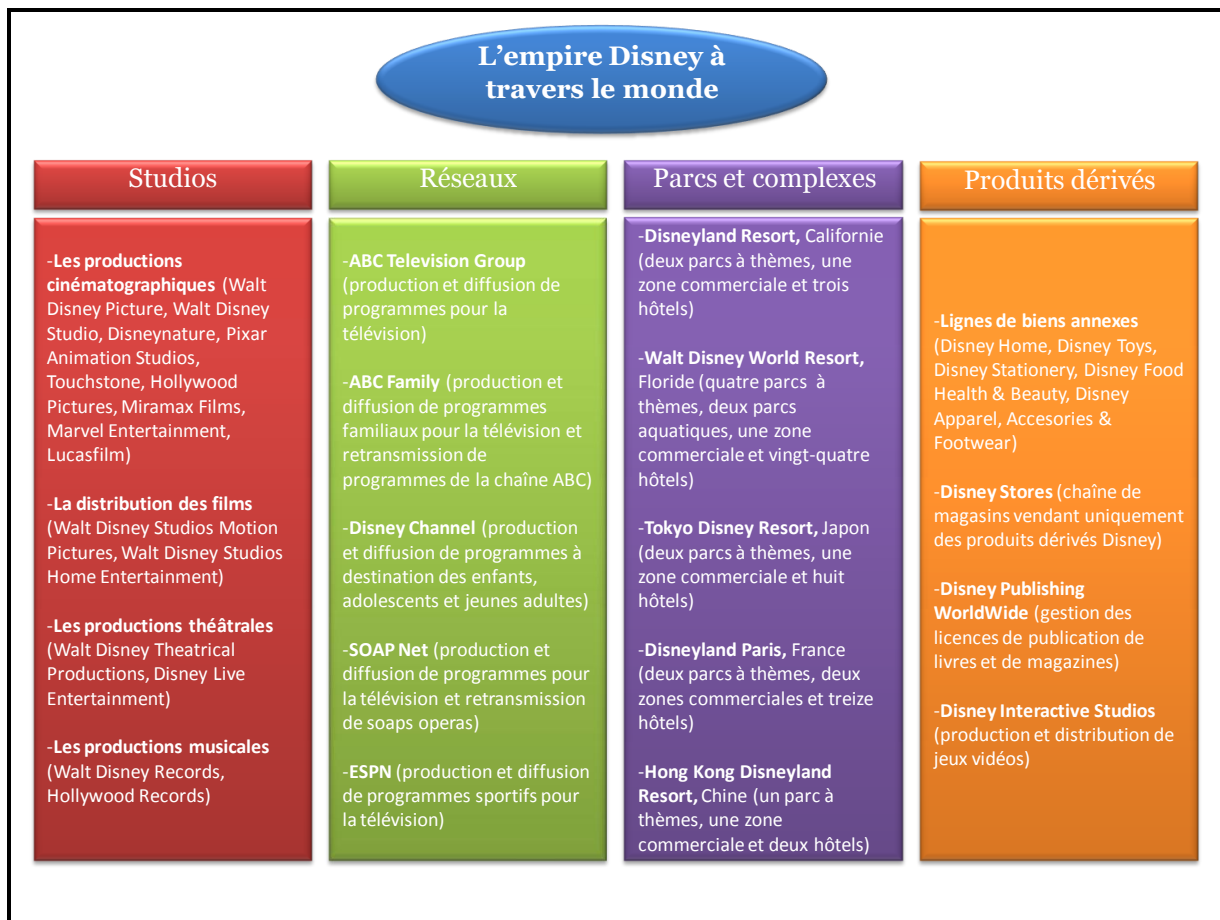 L'empire Disney à
travers le monde
Studios
-Les productions
cinématographiques (Walt
Disney Picture, Walt Disney
Studio, Disneynature, Pixar
Animation Studios,
Touchstone, Hollywood
Pictures, Miramax Films,
Marvel Entertainment,
Lucasfilm)
-La distribution des films
(Walt Disney Studios Motion
Pictures, Walt Disney Studios
Home Entertainment)
-Les productions théâtrales
(Walt Disney Theatrical
Productions, Disney Live
Entertainment)
-Les productions musicales
(Walt Disney Records,
Hollywood Records)
Réseaux
-ABC Television Group
(production et diffusion de
programmes pour la
télévision)
-ABC Family (production et
diffusion de programmes
familiaux pour la télévision et
retransmission de
programmes de la chaîne ABC)
-Disney Channel (production
et diffusion de programmes à
destination des enfants,
adolescents et jeunes adultes)
-SOAP Net (production et
diffusion de programmes pour
la télévision et retransmission
de soaps operas)
-ESPN (production et diffusion
de programmes sportifs pour
la télévision)
Parcs et complexes
-Disneyland Resort, Californie
(deux parcs à thèmes, une
zone commerciale et trois
hôtels)
-Walt Disney World Resort,
Floride (quatre parcs à
thèmes, deux parcs
aquatiques, une zone
commerciale et vingt-quatre
hôtels)
-Tokyo Disney Resort, Japon
(deux parcs à thèmes, une
zone commerciale et huit
hôtels)
-Disneyland Paris, France
(deux parcs à thèmes, deux
zones commerciales et treize
hôtels)
-Hong Kong Disneyland
Resort, Chine (un parc à
thèmes, une zone
commerciale et deux hôtels)
Produits dérivés
-Lignes de biens annexes
(Disney Home, Disney Toys,
Disney Stationery, Disney Food
Health & Beauty, Disney
Apparel, Accesories &
Footwear)
-Disney Stores (chaîne de
magasins vendant uniquement
des produits dérivés Disney)
-Disney Publishing
WorldWide (gestion des
licences de publication de
livres et de magazines)
-Disney Interactive Studios
(production et distribution de
jeux vidéos)